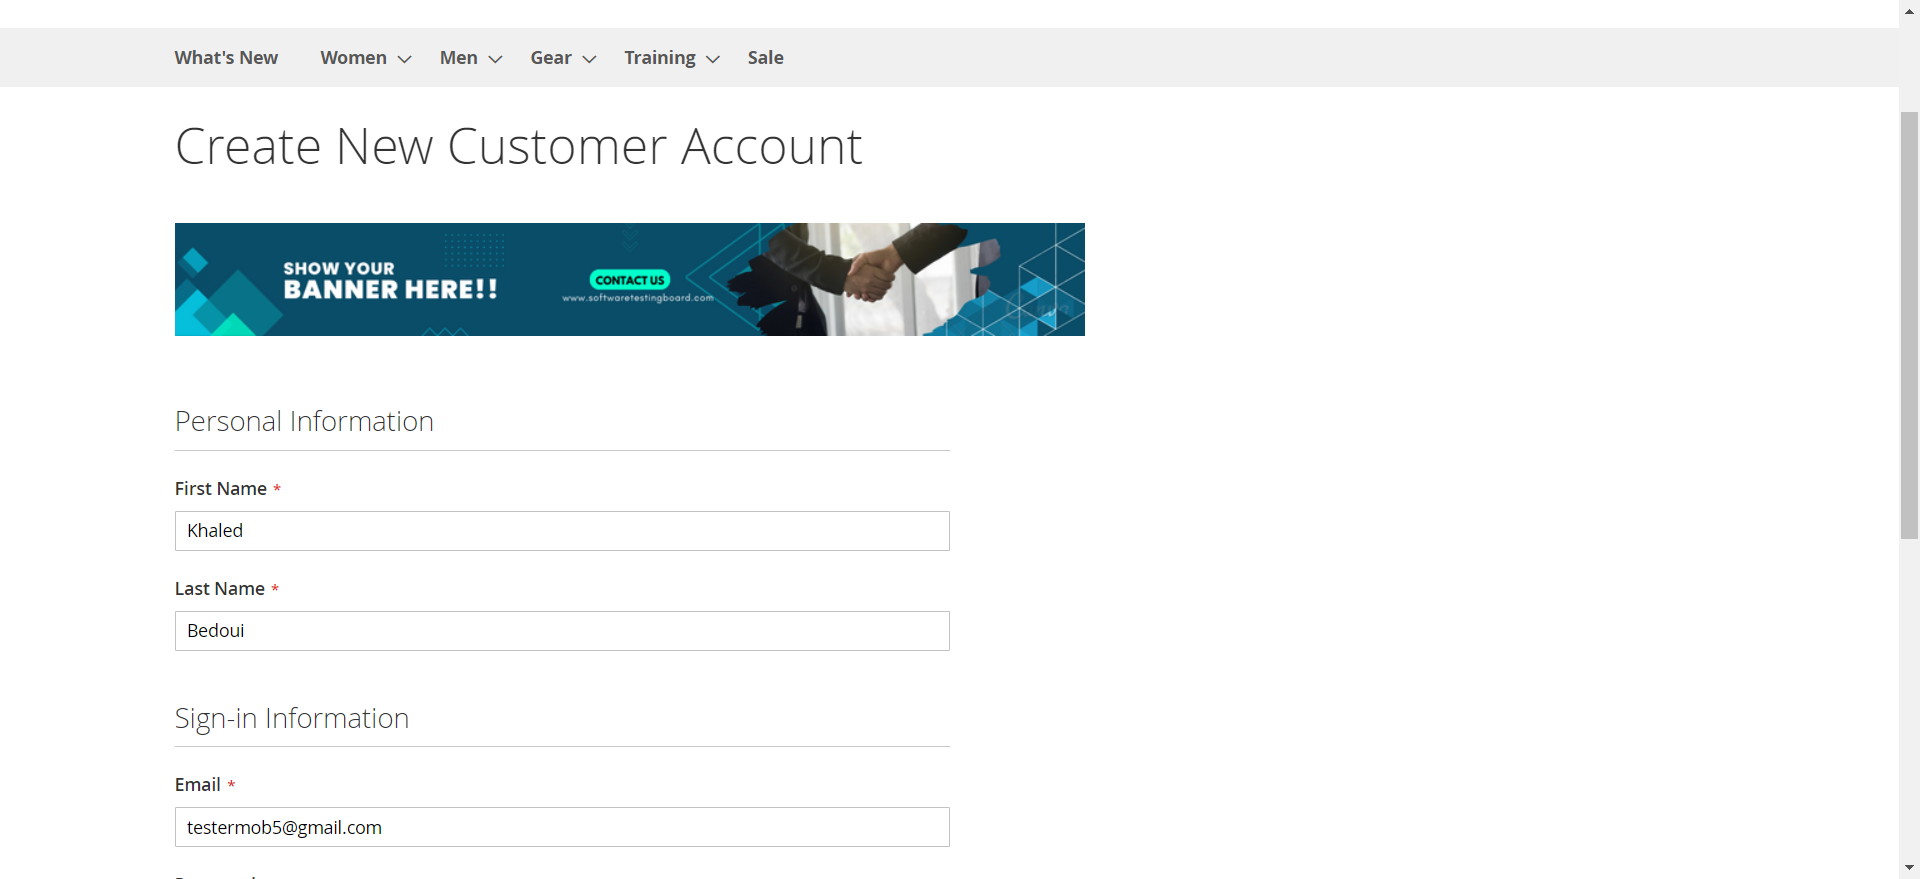 What's New Women Men Gear Training Sale
Create New Customer Account
SHOW YOUR
BANNER HERE!!
CONTACT US
www.softwaretestingboard.com
Personal Information
First Name *
Khaled
Last Name *
Bedoui
Sign-in Information
Email *
testermob5@gmail.com